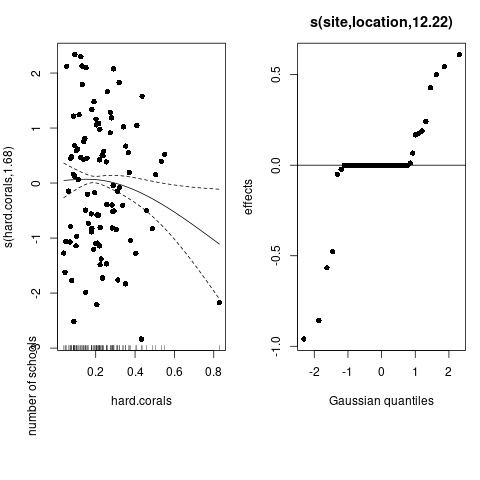 s(site,location,12.22)
s(hard.corals,1.68)
2
1
0
-1
-2
-3
0.2 0.4 0.6 0.8
hard.corals
number of schools
effects
0.5
0.0
-0.5
-1.0
-2 -1 0 1 2
Gaussian quantiles